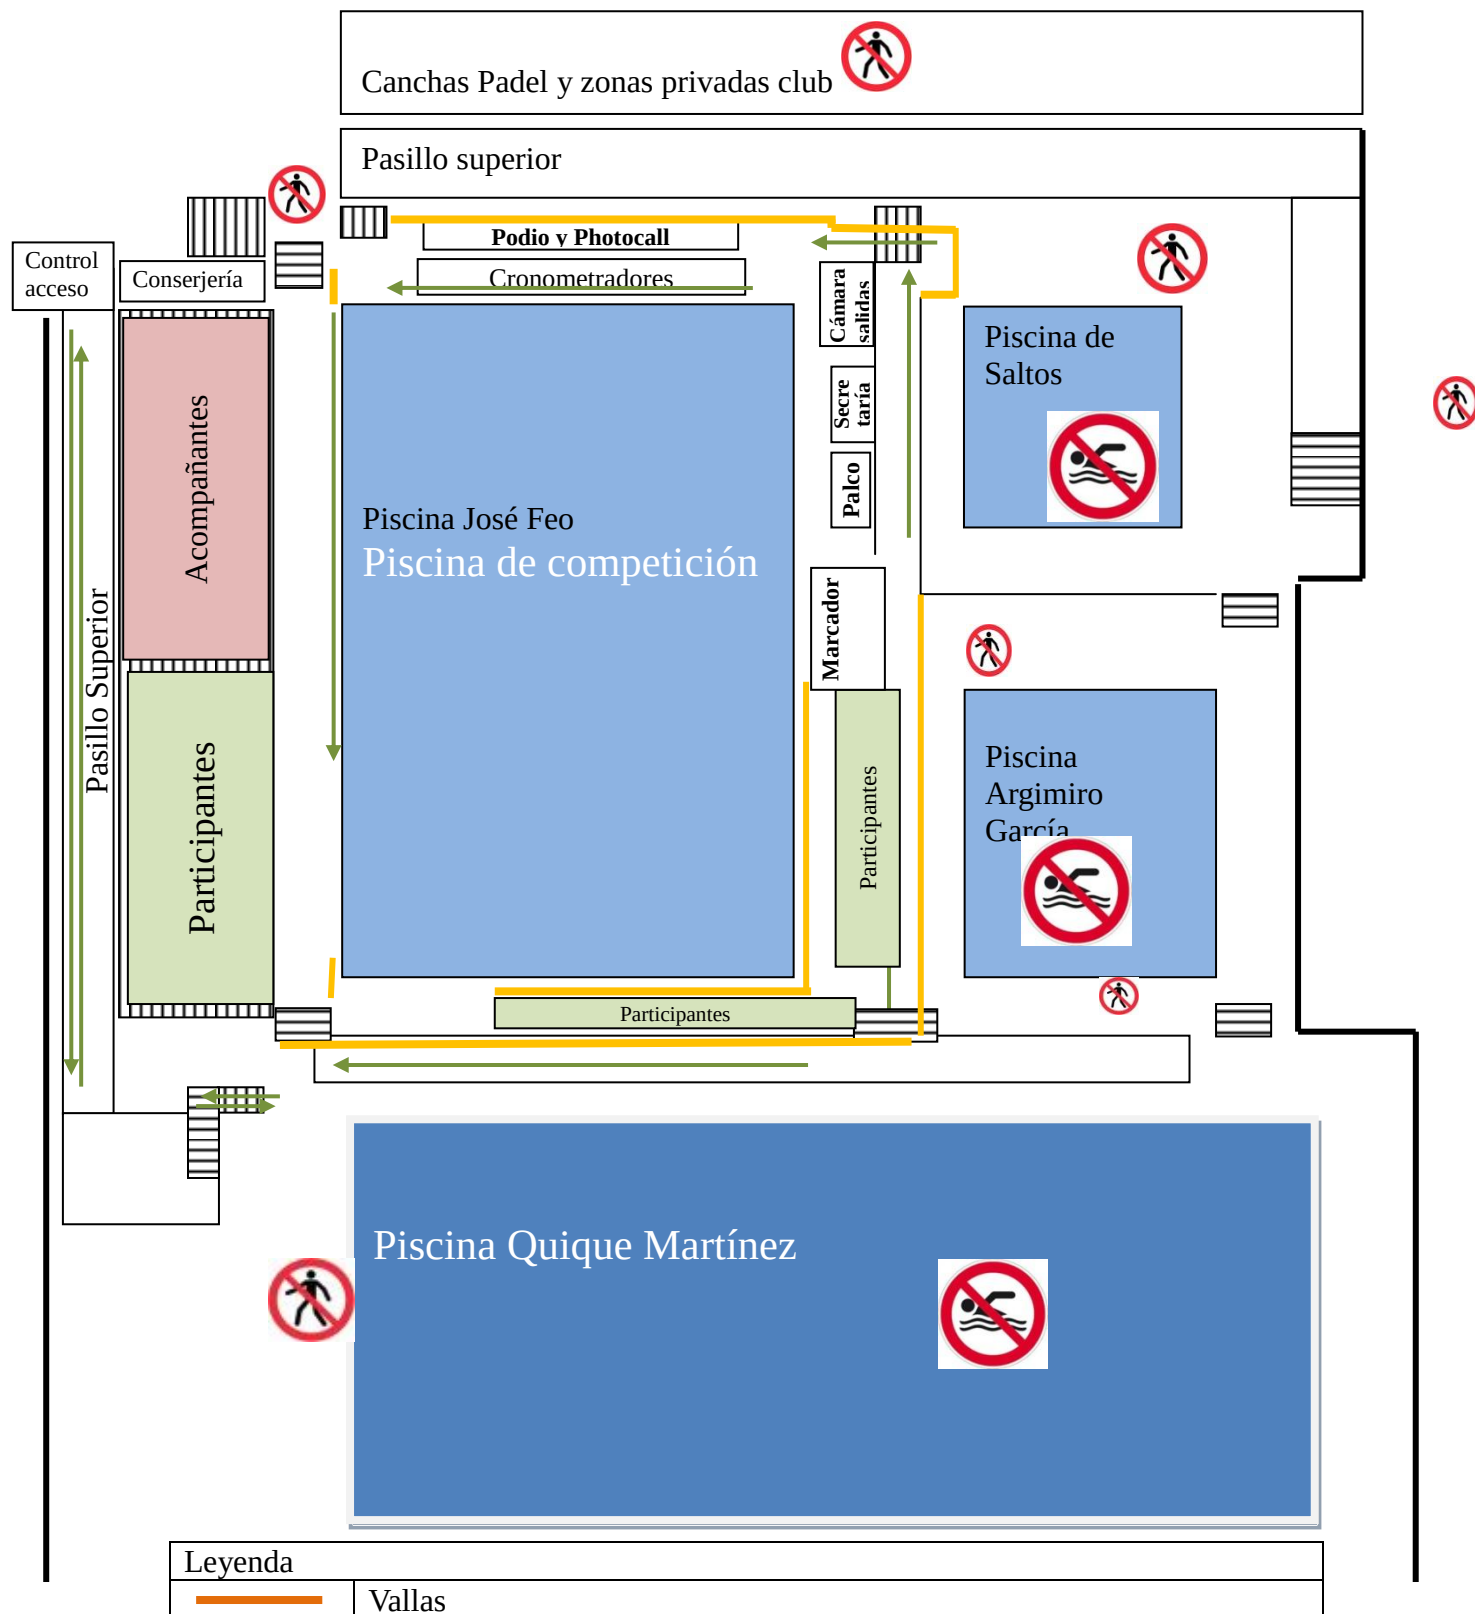 Canchas Padel y zonas privadas club
Pasillo superior
Podio y Photocall
Control
acceso
Conserjería
Cronometradores
Cámara
salidas
Piscina de
Saltos
Secre
taría
Acompañantes
Palco
Piscina José Feo
Piscina de competición
Marcador
Pasillo Superior
Participantes
Participantes
Piscina
Argimiro
García
Participantes
Piscina Quique Martínez
Leyenda
Vallas